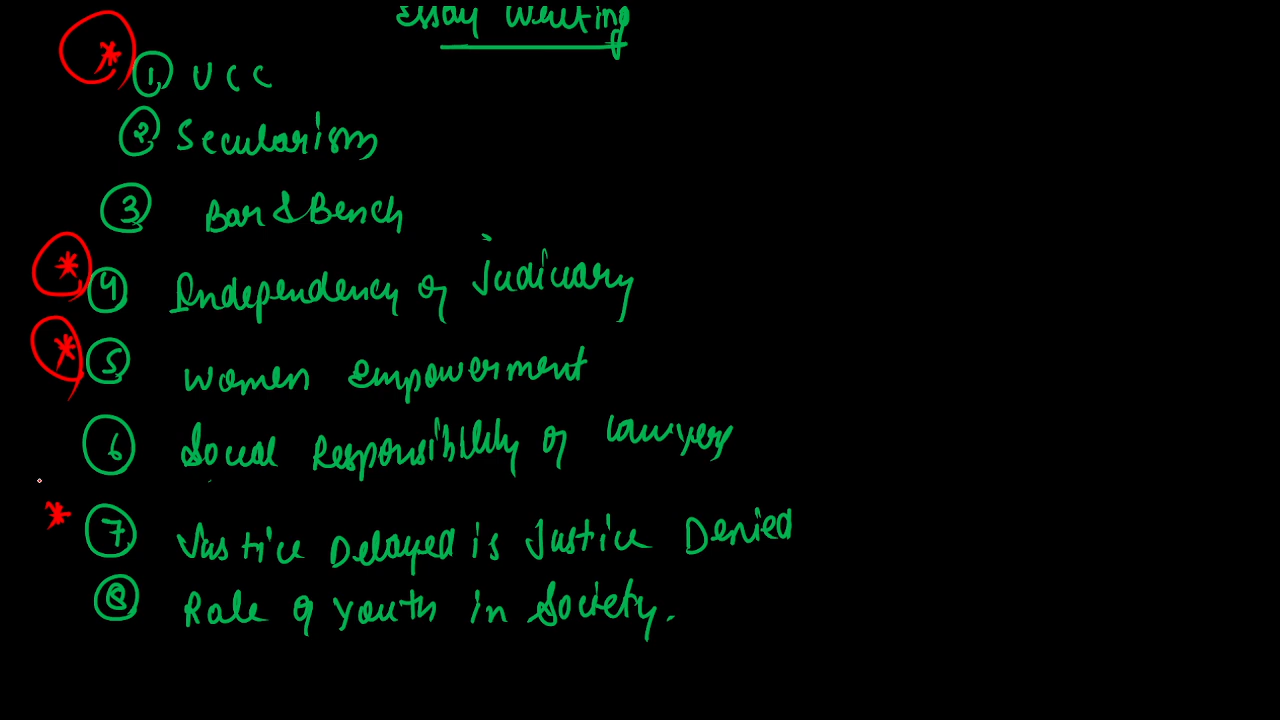 Essay Writing
* 1. UCC
2. Secularism
3 Bar & Bench
* 4 Independency of Judiciary
* 5 Women Empowerment
6 Social Responsibility of Lawyers
* 7 Justice Delayed is Justice Denied
8 Role of Youth in Society.